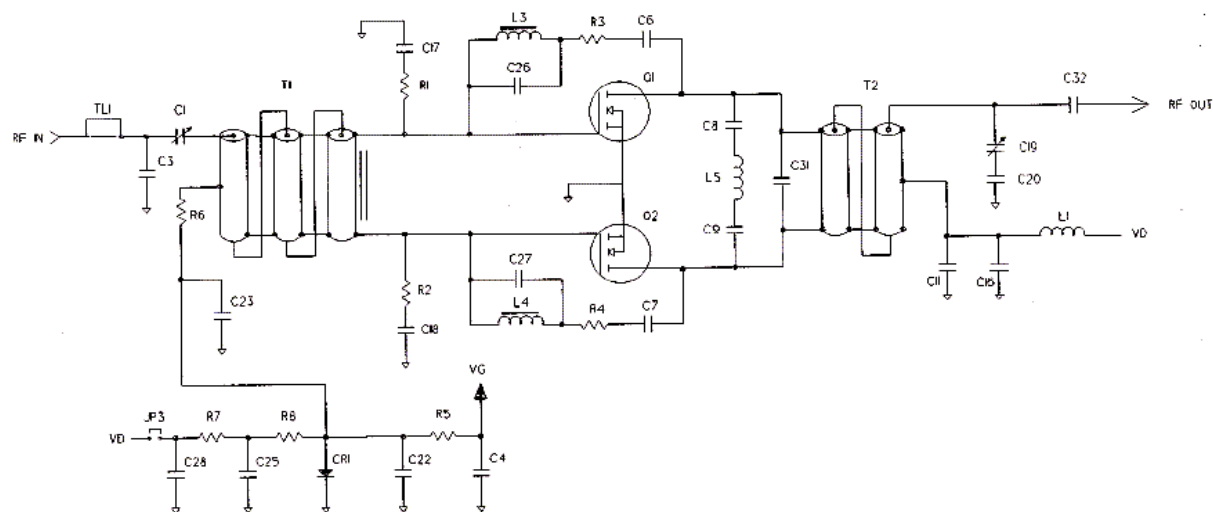 L3
R3
C6
C17
C26
Q1
C32
T1
R1
T2
TL1
C1
RF IN
RF OUT
C8
C3
C31
C19
L5
C20
R6
O2
C9
L1
VD
C27
C11
C15
R2
L4
R4
C7
C23
C18
VG
JP3
R7
R8
R5
VD
C28
C25
CR1
C22
C4